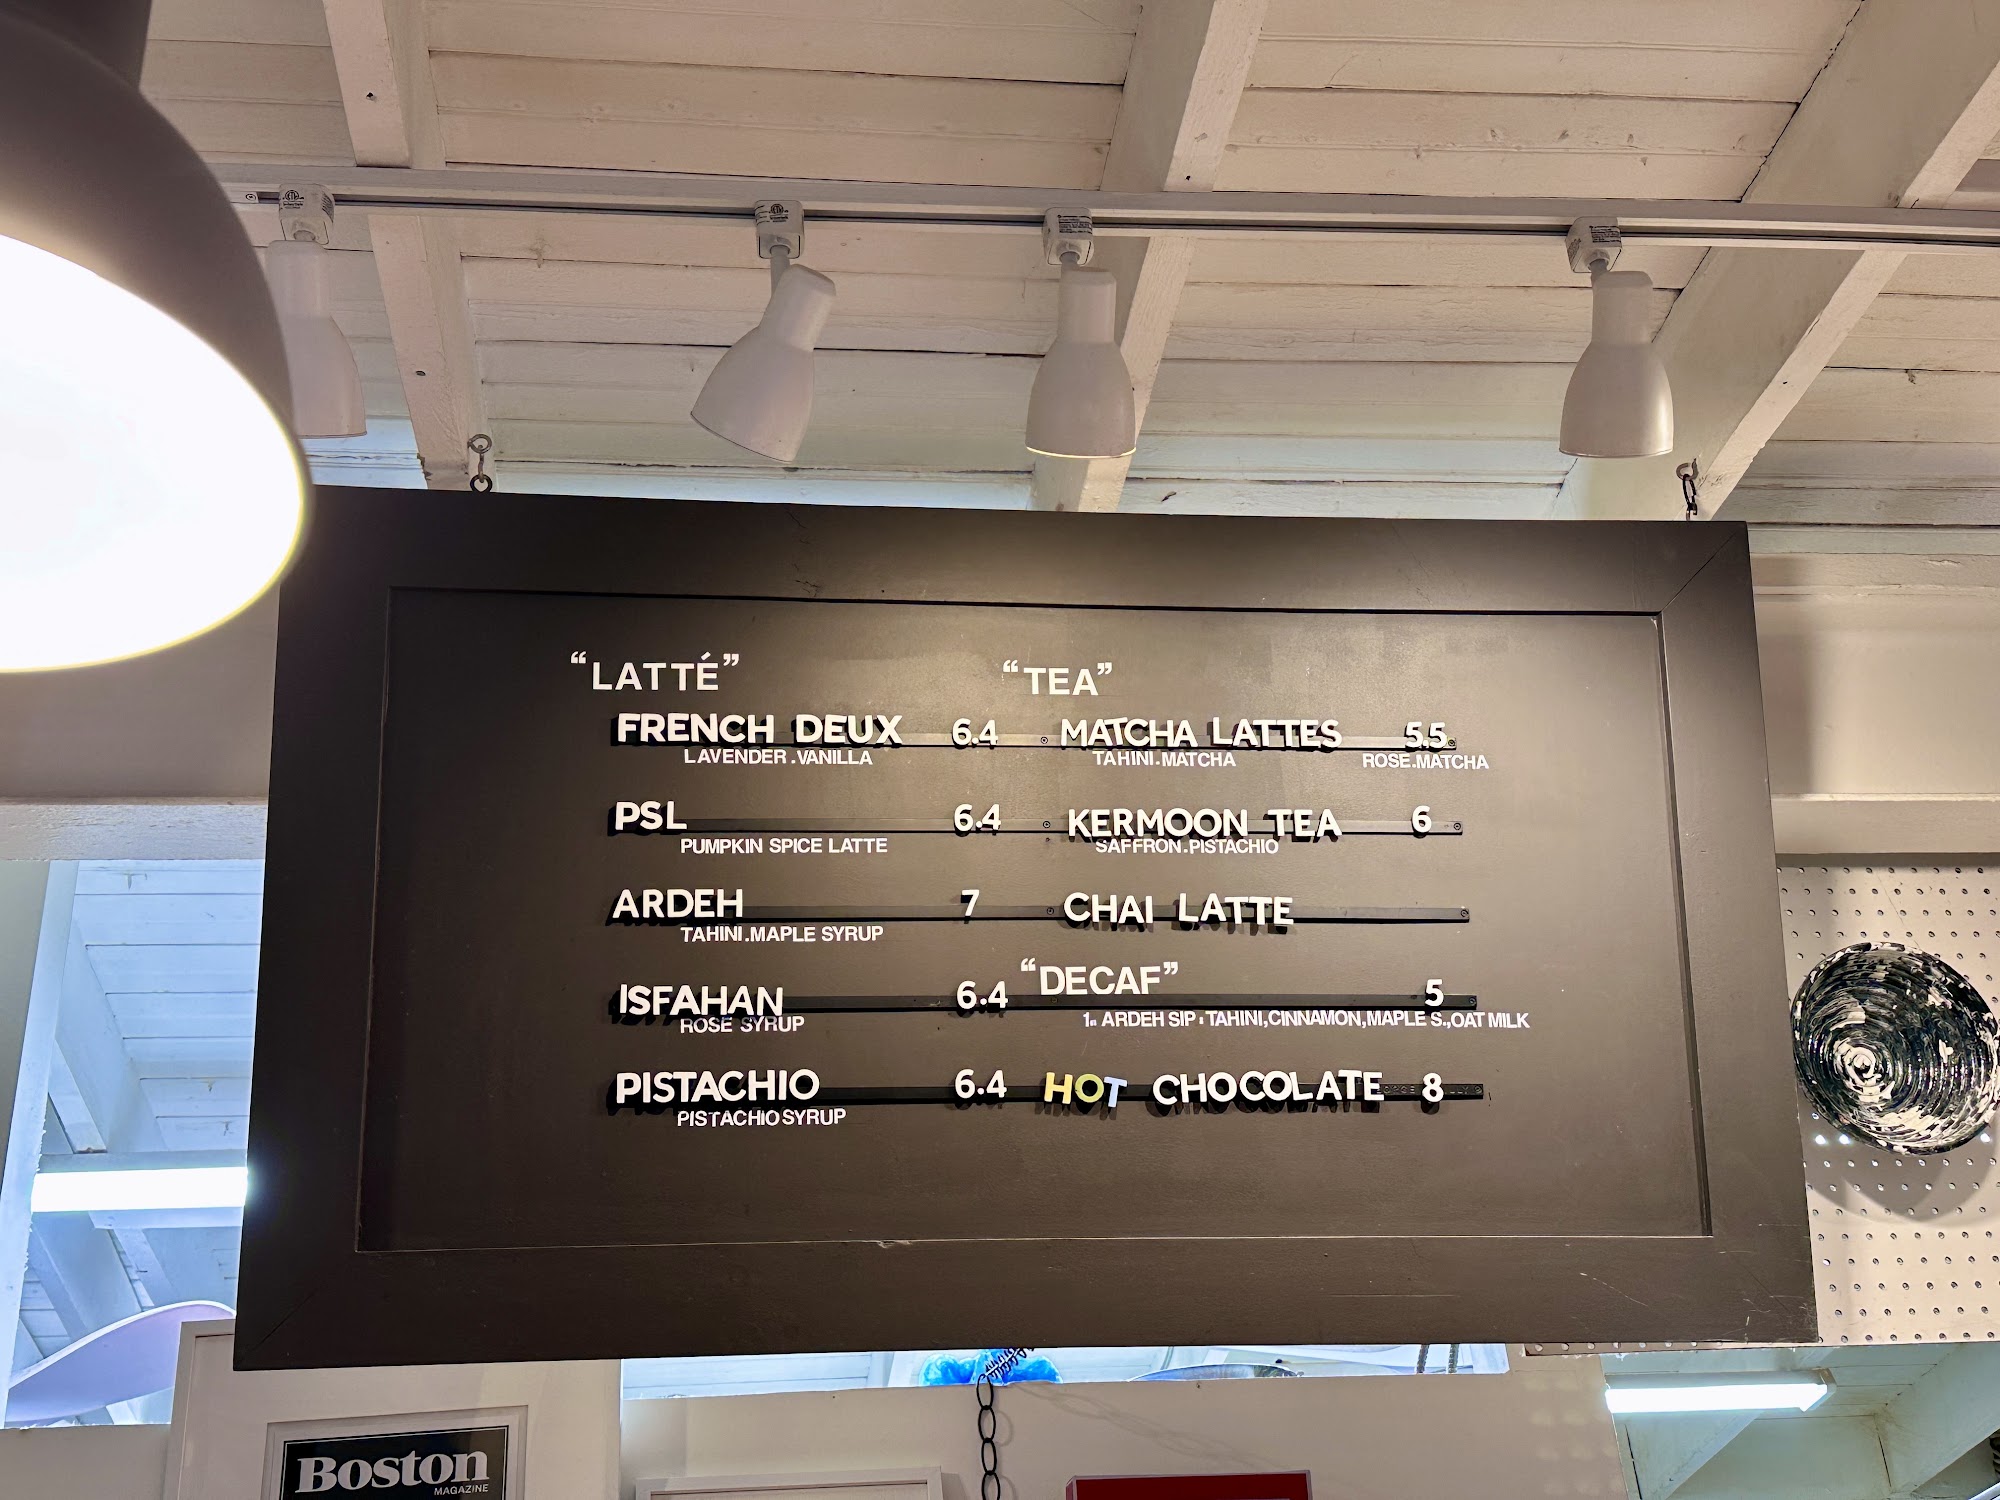 “LATTÉ”
FRENCH DEUX 6.4
LAVENDER.VANILLA
PSL 6.4
PUMPKIN SPICE LATTE
ARDEH 7
TAHINI.MAPLE SYRUP
ISFAHAN 6.4
ROSE SYRUP
PISTACHIO 6.4
PISTACHIO SYRUP
“TEA”
MATCHA LATTES 5.5
TAHINI.MATCHA ROSE.MATCHA
KERMOON TEA 6
SAFFRON.PISTACHIO
CHAI LATTE
“DECAF” 5
1. ARDEH SIP: TAHINI,CINNAMON,MAPLE S.,OAT MILK
HOT CHOCOLATE 8
Boston
MAGAZINE